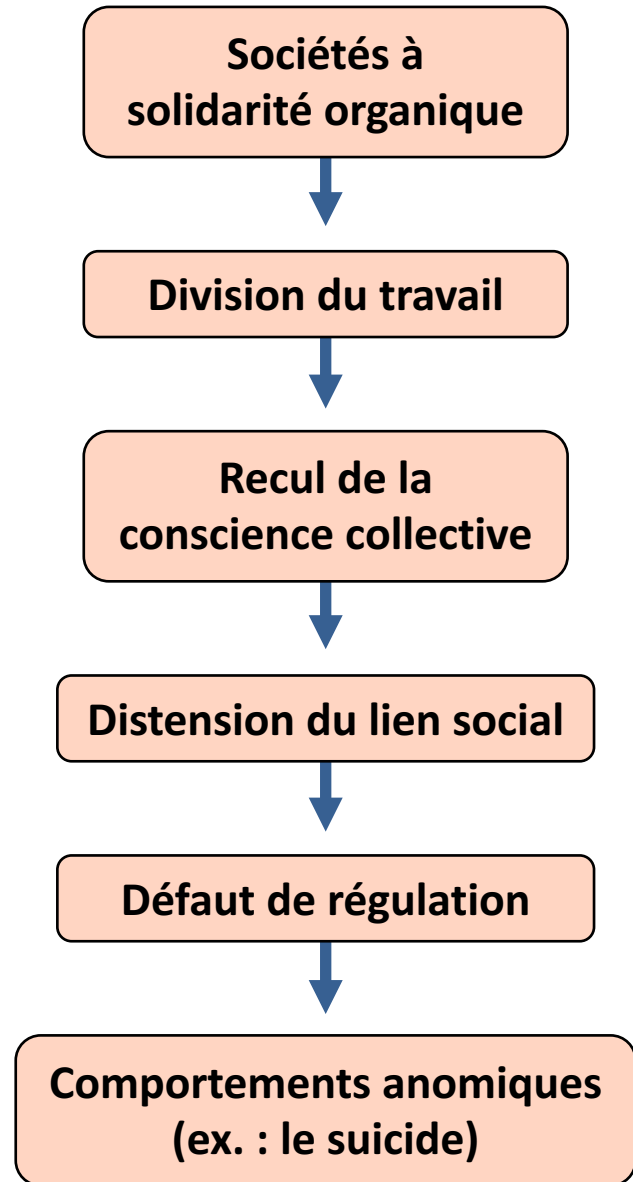 Sociétés à
solidarité organique
Division du travail
Recul de la
conscience collective
Distension du lien social
Défaut de régulation
Comportements anomiques
(ex. : le suicide)